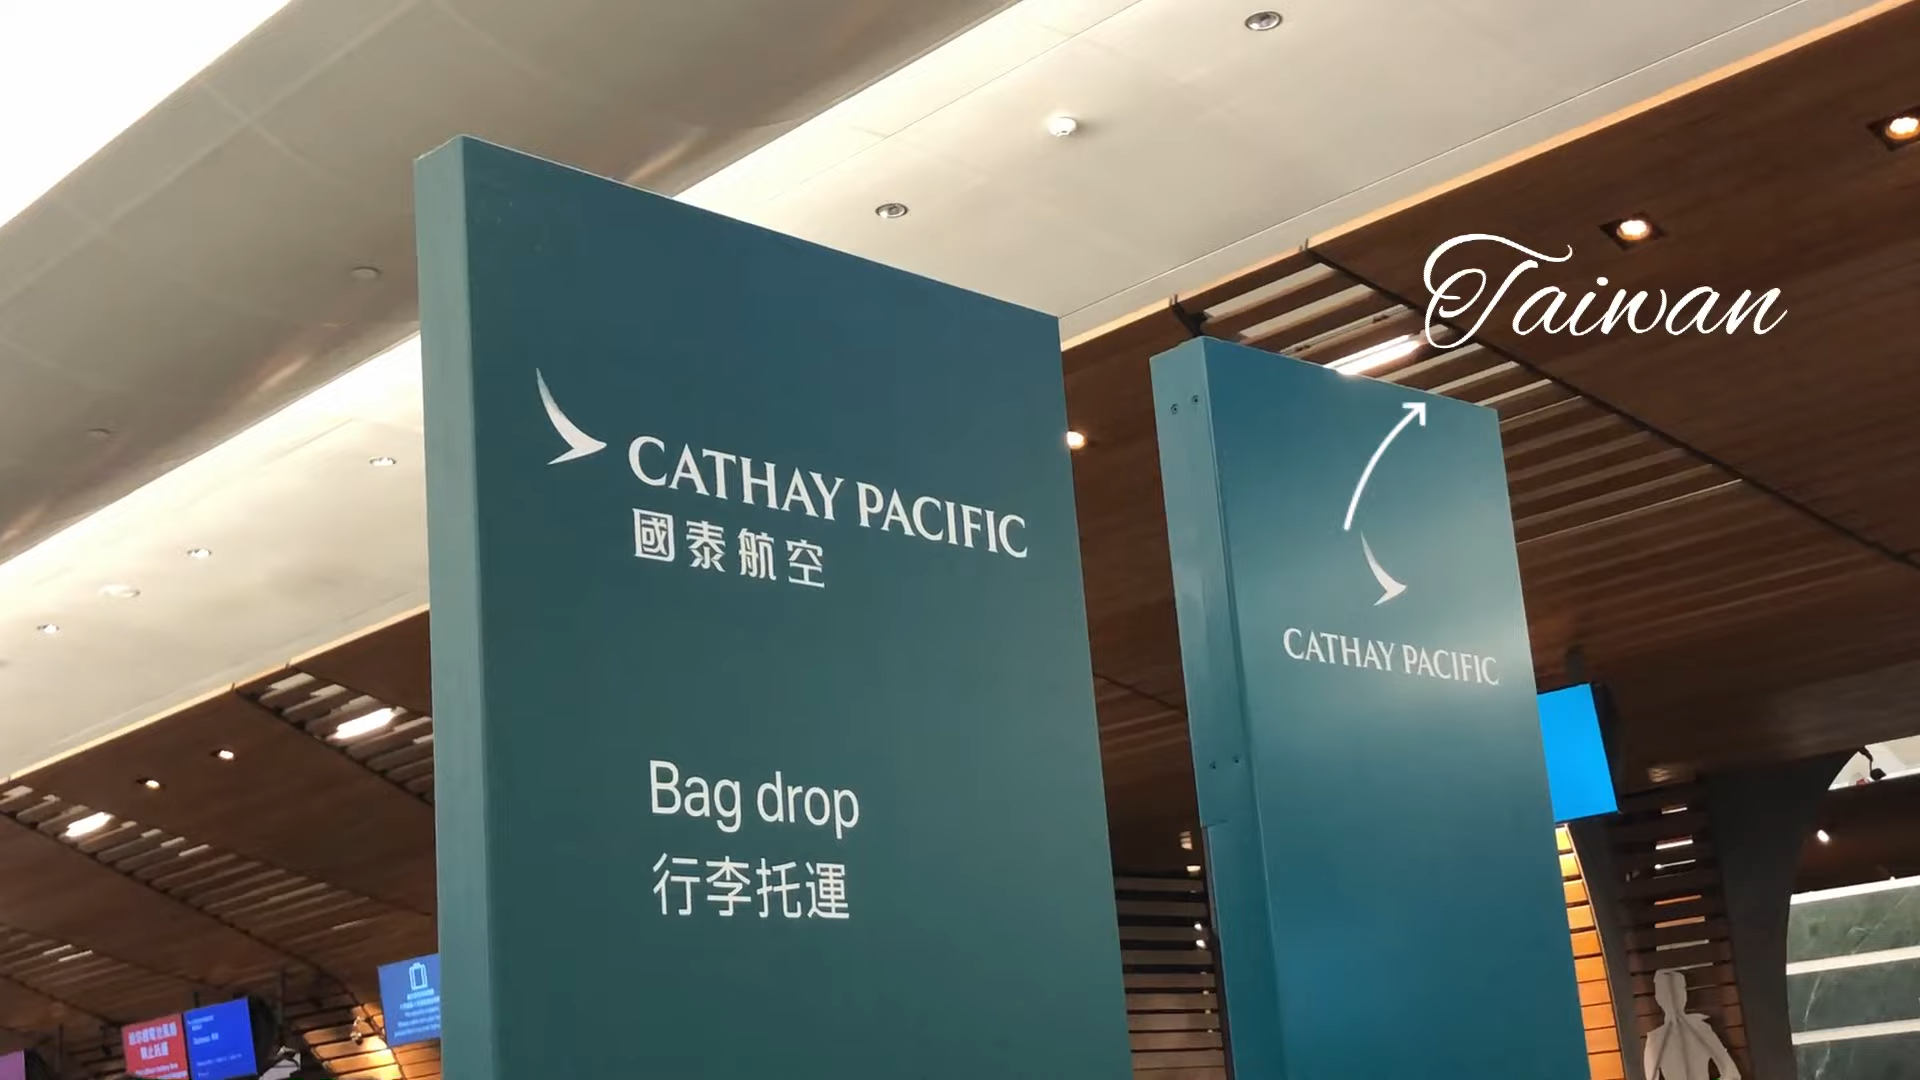 CATHAY PACIFIC
國泰航空
Bag drop
行李托運
Taiwan
CATHAY PACIFIC